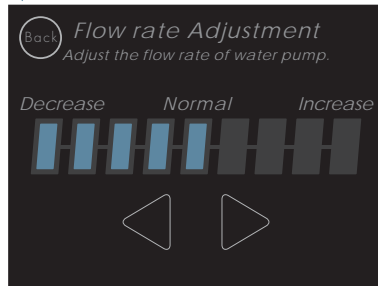 Back
Flow rate Adjustment
Adjust the flow rate of water pump.
Decrease Normal Increase